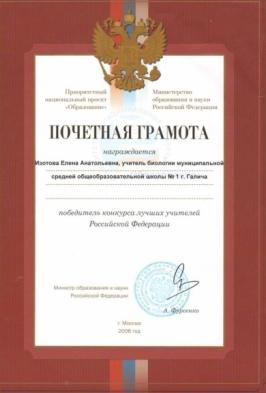 Приоритетный
национальный проект
«Образование»
Министерство
образования и науки
Российской Федерации
ПОЧЕТНАЯ ГРАМОТА
награждается
Изотова Елена Анатольевна, учитель биологии муниципальной
средней общеобразовательной школы № 1 г. Галича
победитель конкурса лучших учителей
Российской Федерации
Министр образования и науки
Российской Федерации
А. Фурсенко
г. Москва
2006 год